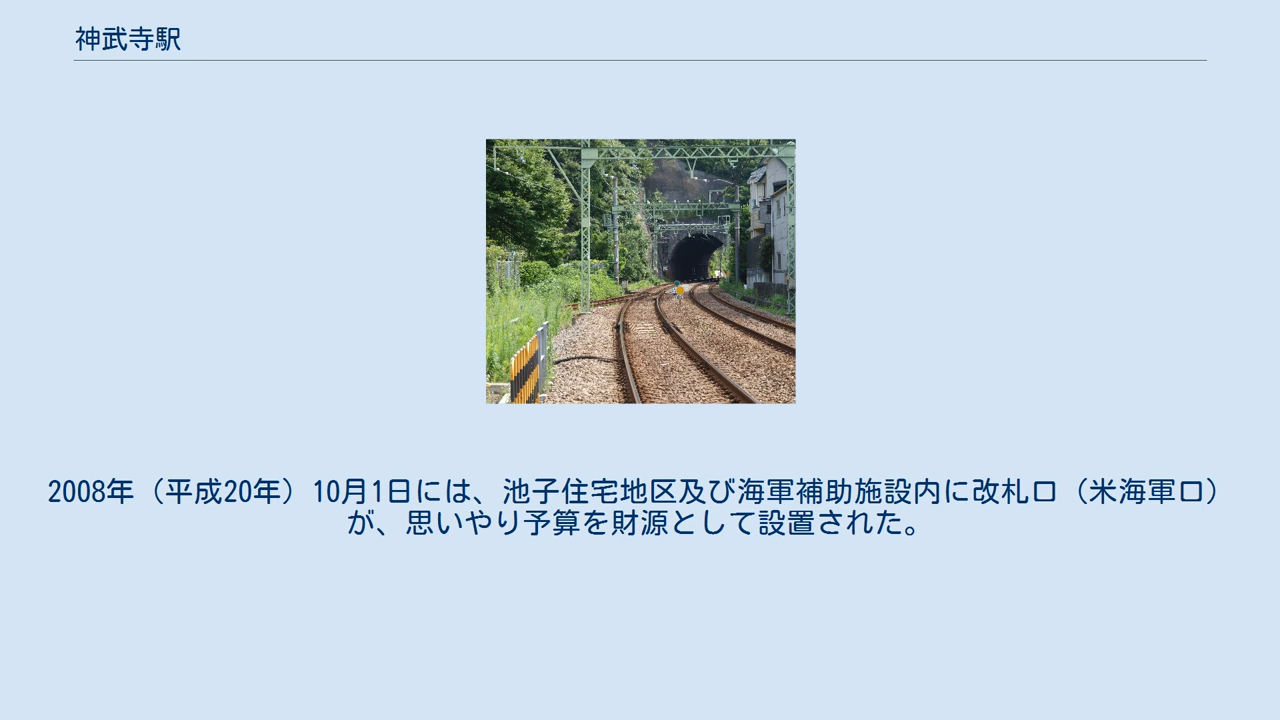 神武寺駅
2008年（平成20年）10月1日には、池子住宅地区及び海軍補助施設内に改札口（米海軍口）
が、思いやり予算を財源として設置された。